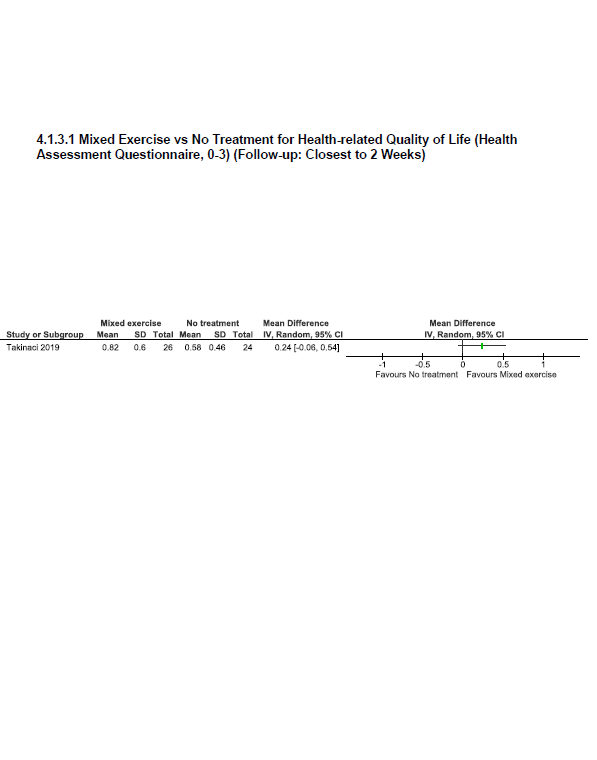 4.1.3.1 Mixed Exercise vs No Treatment for Health-related Quality of Life (Health
Assessment Questionnaire, 0-3) (Follow-up: Closest to 2 Weeks)
Mixed exercise No treatment Mean Difference Mean Difference
Study or Subgroup Mean SD Total Mean SD Total IV, Random, 95% CI IV, Random, 95% CI
Takinaci 2019 0.82 0.6 26 0.58 0.46 24 0.24 [-0.06, 0.54]
-1 -0.5 0 0.5 1
Favours No treatment Favours Mixed exercise